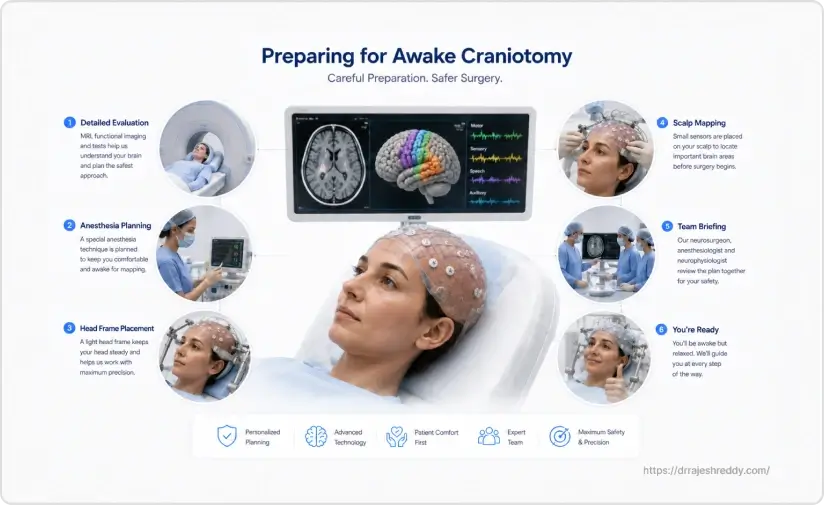 Preparing for Awake Craniotomy
Careful Preparation. Safer Surgery.
1 Detailed Evaluation
MRI, functional imaging
and tests help us
understand your brain
and plan the safest
approach.
2 Anesthesia Planning
A special anesthesia
technique is planned
to keep you comfortable
and awake for mapping.
3 Head Frame Placement
A light head frame keeps
your head steady and
helps us work with
maximum precision.
Motor
Sensory
Speech
Auditory
4 Scalp Mapping
Small sensors are placed
on your scalp to locate
important brain areas
before surgery begins.
5 Team Briefing
Our neurosurgeon,
anesthesiologist and
neurophysiologist
review the plan together
for your safety.
6 You're Ready
You'll be awake but
relaxed. We'll guide
you at every step
of the way.
Personalized
Planning
Advanced
Technology
Patient Comfort
First
Expert
Team
Maximum Safety
& Precision
https://drrajeshreddy.com/